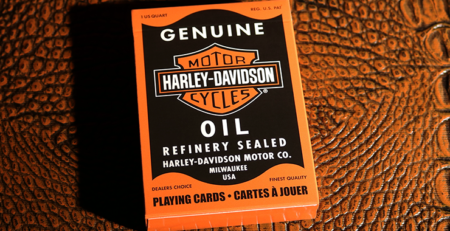 1 US QUART
REG. U.S. PAT.
GENUINE
MOTOR
HARLEY-DAVIDSON
CYCLES
®
OIL
REFINERY SEALED
HARLEY-DAVIDSON MOTOR CO.
MILWAUKEE
USA
DEALERS CHOICE
FINEST QUALITY
PLAYING CARDS • CARTES À JOUER